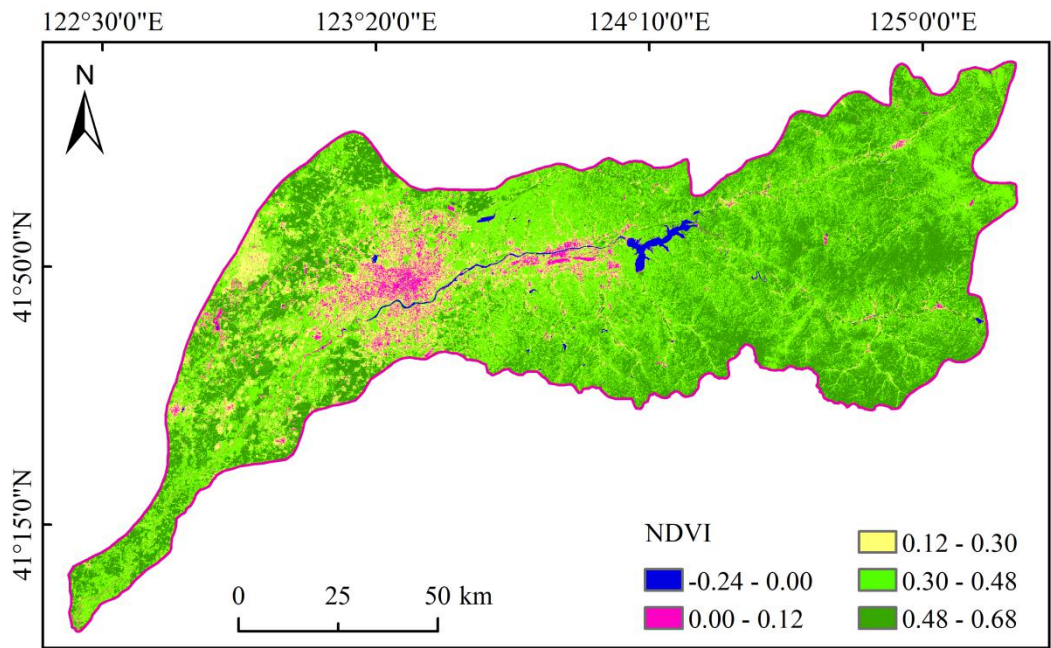 122°30'0"E 123°20'0"E 124°10'0"E 125°0'0"E
N
41°50'0"N
41°15'0"N
NDVI
-0.24 - 0.00
0.00 - 0.12
0.12 - 0.30
0.30 - 0.48
0.48 - 0.68
0 25 50 km